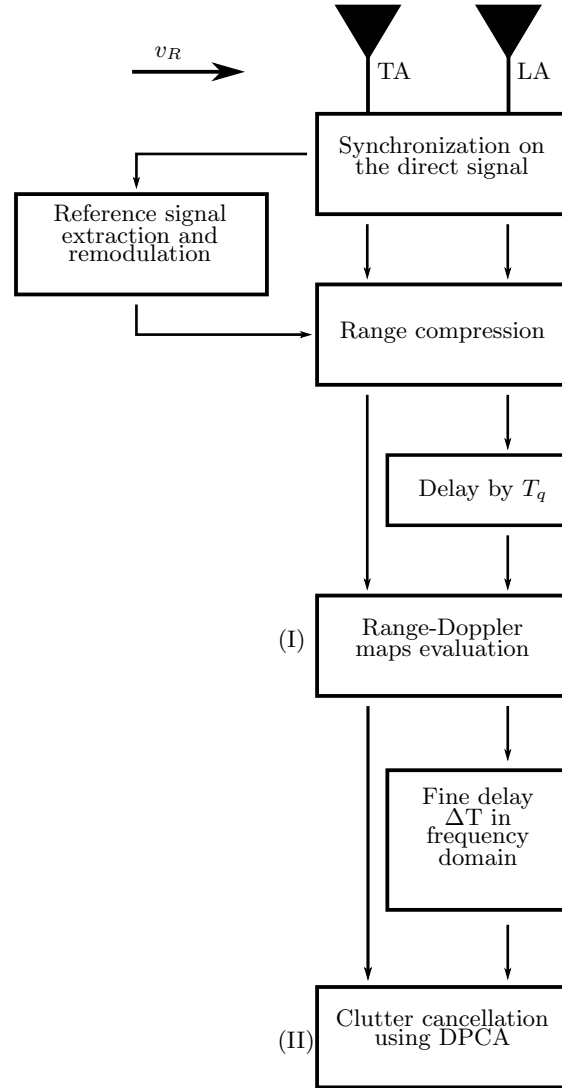 v_R
TA
LA
Synchronization on
the direct signal
Reference signal
extraction and
remodulation
Range compression
Delay by T_q
(I)
Range-Doppler
maps evaluation
Fine delay
ΔT in
frequency
domain
(II)
Clutter cancellation
using DPCA